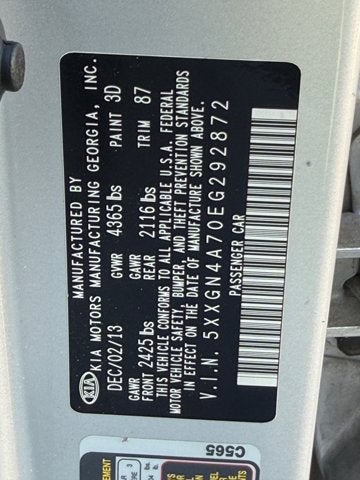 MANUFACTURED BY
KIA MOTORS MANUFACTURING GEORGIA, INC.
KIA
DEC/02/13 GVWR 4365 lbs PAINT 3D
GAWR FRONT 2425 lbs GAWR REAR 2116 lbs TRIM 87
THIS VEHICLE CONFORMS TO ALL APPLICABLE U.S.A. FEDERAL
MOTOR VEHICLE SAFETY, BUMPER, AND THEFT PREVENTION STANDARDS
IN EFFECT ON THE DATE OF MANUFACTURE SHOWN ABOVE.
V.I.N. 5XXGN4A70EG292872
PASSENGER CAR
C565